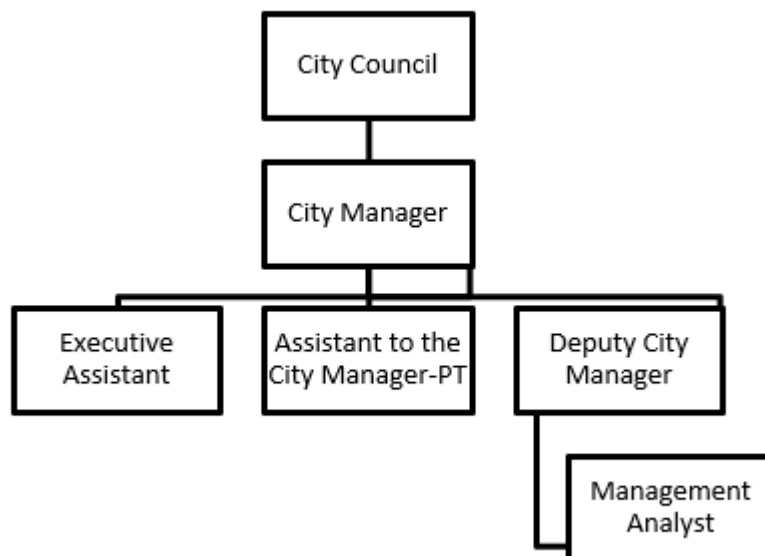 City Council
City Manager
Executive
Assistant
Assistant to the
City Manager-PT
Deputy City
Manager
Management
Analyst